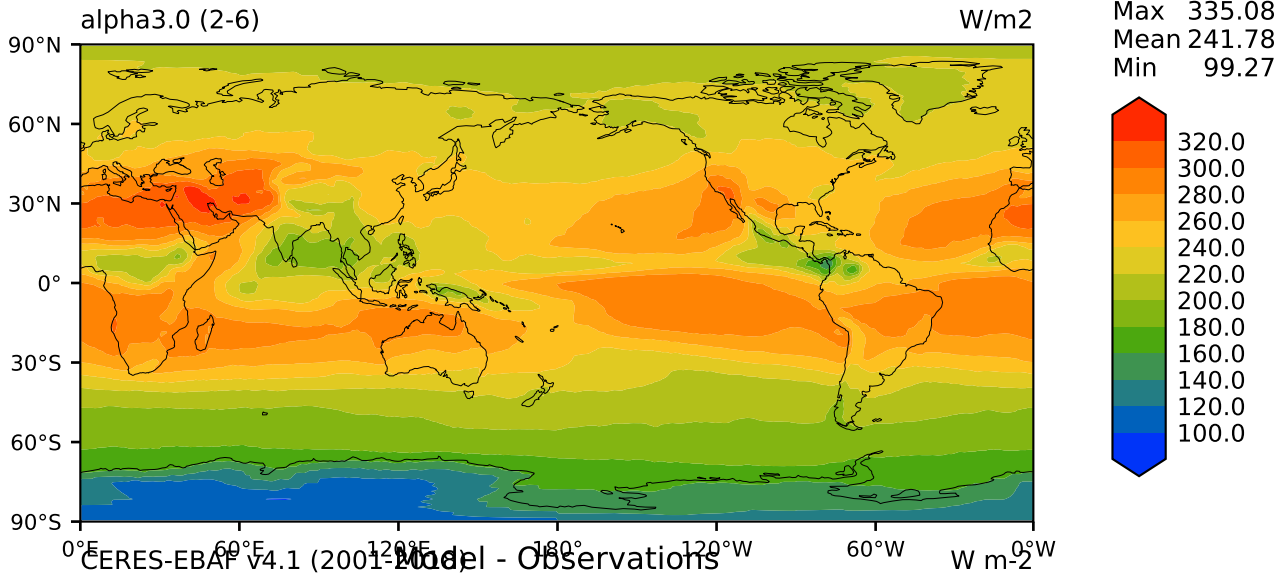 alpha3.0 (2-6) W/m2
Max 335.08
Mean 241.78
Min 99.27
90°N
60°N
30°N
0°
30°S
60°S
90°S
320.0
300.0
280.0
260.0
240.0
220.0
200.0
180.0
160.0
140.0
120.0
100.0
0°E 60°E 120°E 180° 120°W 60°W 0°W
CERES-EBAF v4.1 (2001-2018) Model - Observations W m-2